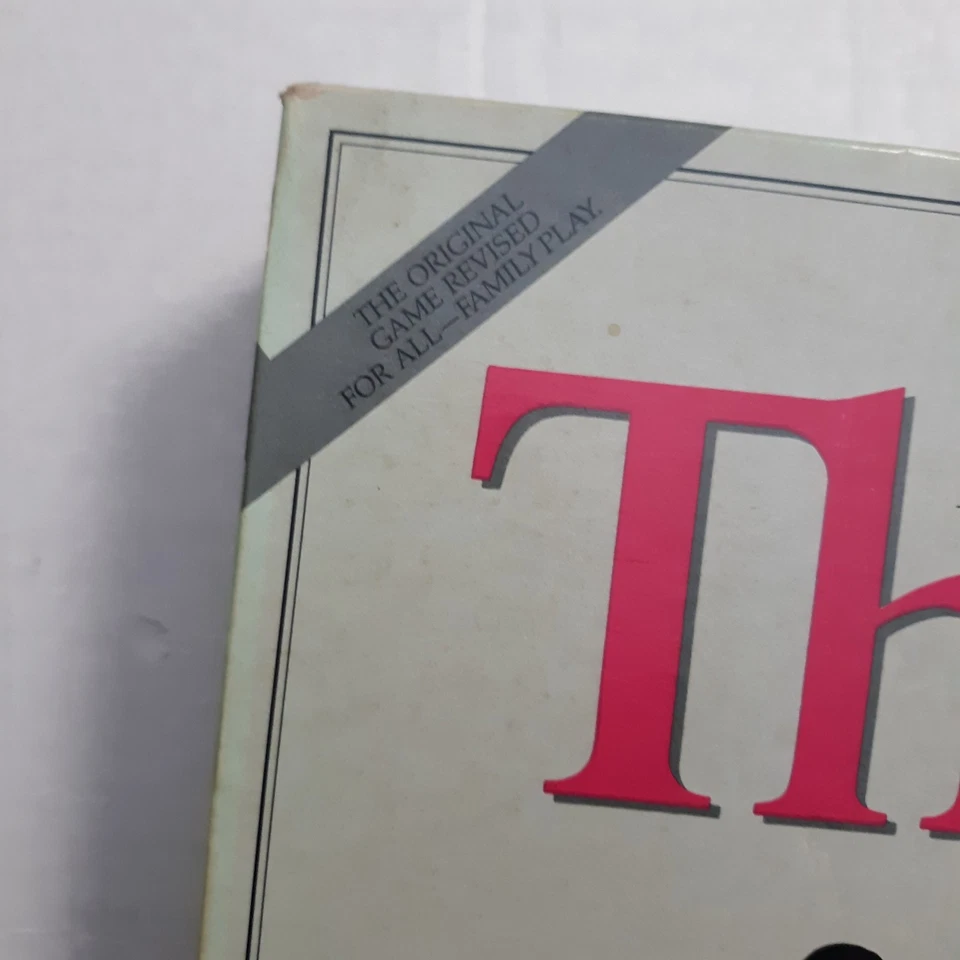 THE ORIGINAL
GAME REVISED
FOR ALL—FAMILY PLAY.
Th